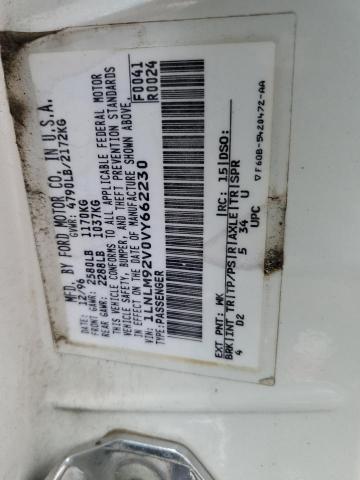 MFD. BY FORD MOTOR CO. IN U.S.A.
DATE: 12/96 GVWR: 4790LB/2172KG
FRONT GAWR: 2580LB 1170KG
REAR GAWR: 2288LB 1037KG
THIS VEHICLE CONFORMS TO ALL APPLICABLE FEDERAL MOTOR
VEHICLE SAFETY, BUMPER, AND THEFT PREVENTION STANDARDS
IN EFFECT ON THE DATE OF MANUFACTURE SHOWN ABOVE.
VIN: 1LNLM92V0VY662230
TYPE: PASSENGER
F0041
R0024
EXT PNT: WK RC: 15 DSO:
BRK INT TR TP/PS R AXLE TR SPR
4 D2 5 34 U U
UPC
▽ F60B-5420472-AA